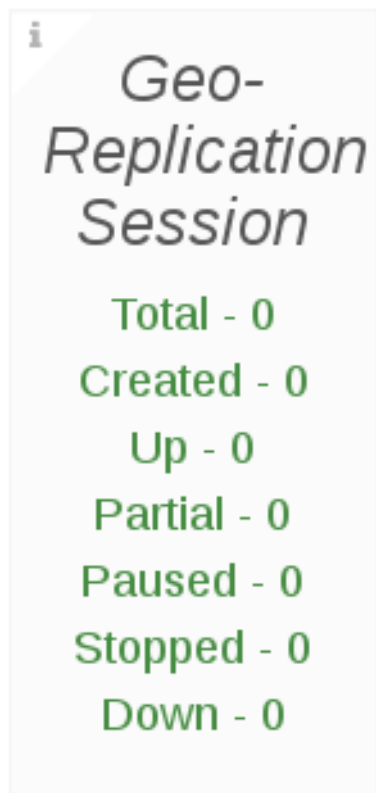 Geo-
Replication
Session
Total - 0
Created - 0
Up - 0
Partial - 0
Paused - 0
Stopped - 0
Down - 0